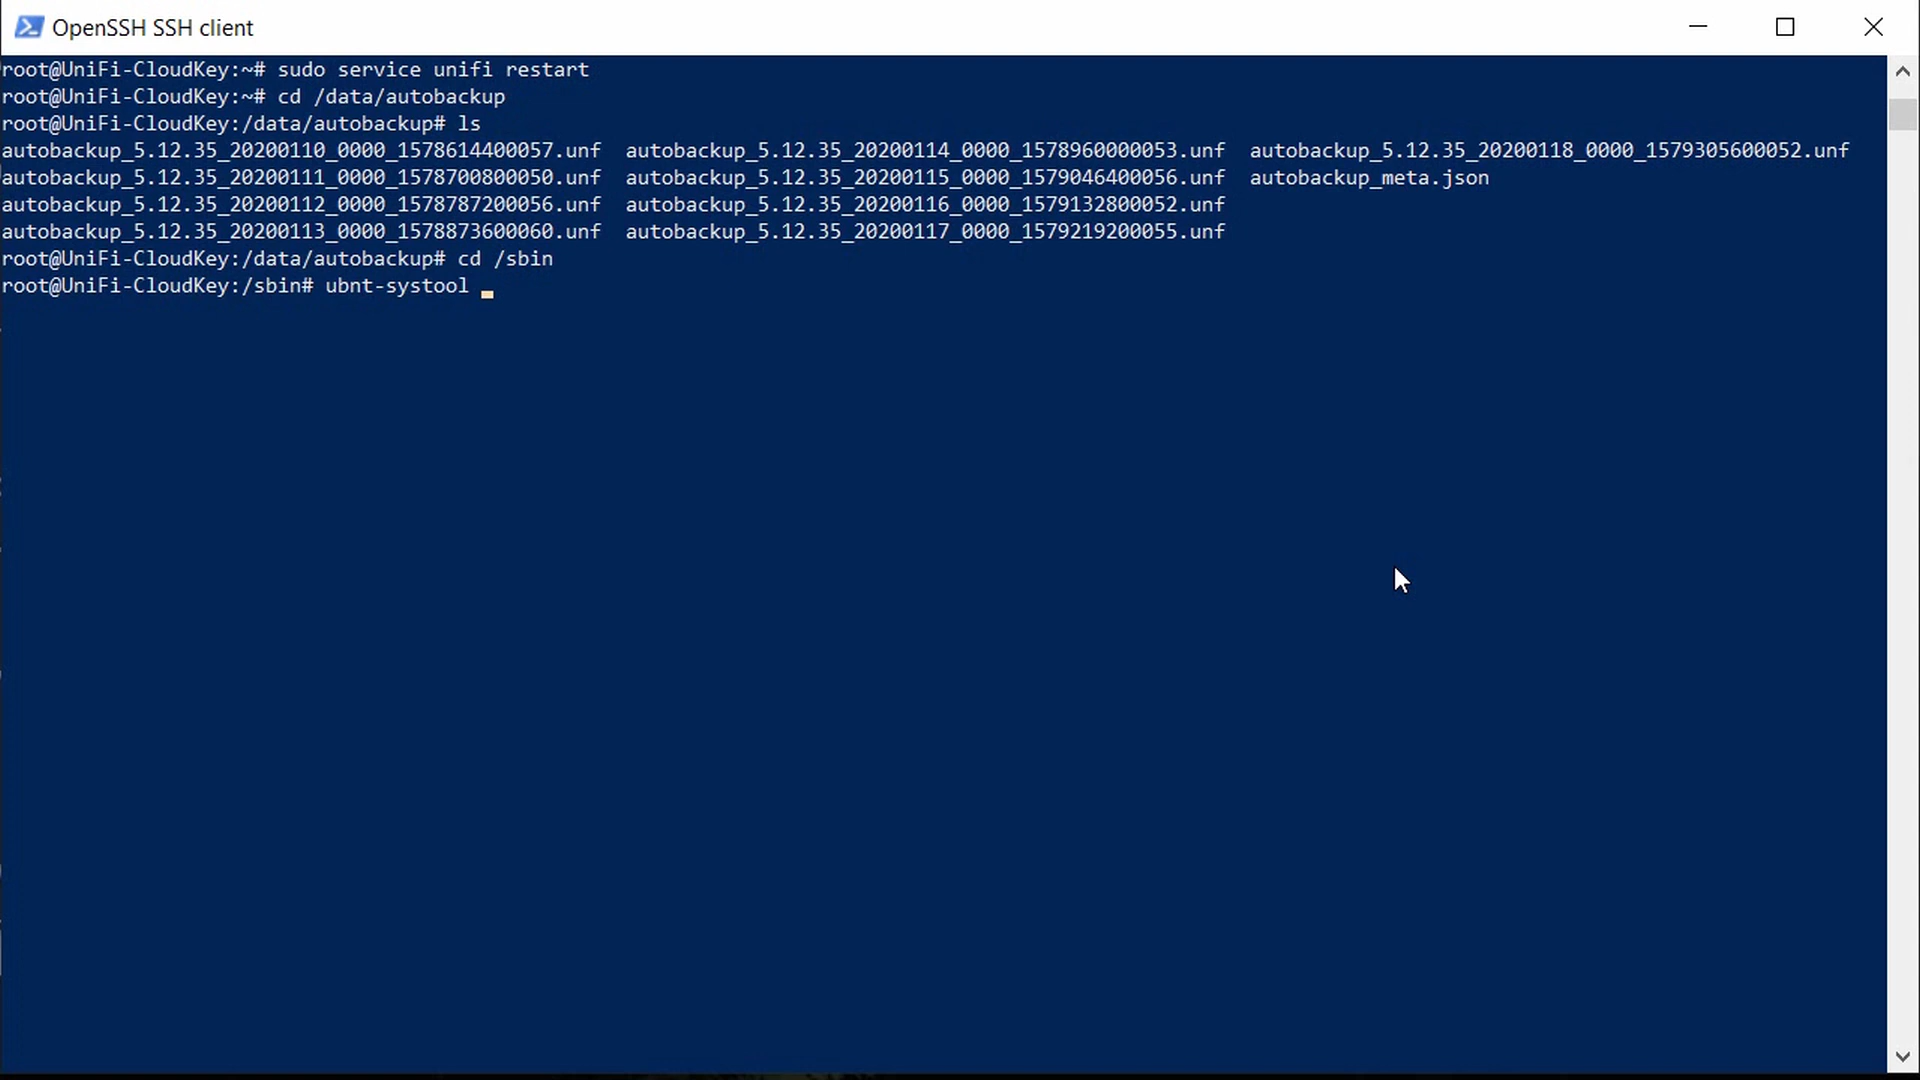 OpenSSH SSH client
root@UniFi-CloudKey:~# sudo service unifi restart
root@UniFi-CloudKey:~# cd /data/autobackup
root@UniFi-CloudKey:/data/autobackup# ls
autobackup_5.12.35_20200110_0000_1578614400057.unf  autobackup_5.12.35_20200114_0000_1578960000053.unf  autobackup_5.12.35_20200118_0000_1579305600052.unf
autobackup_5.12.35_20200111_0000_1578700800050.unf  autobackup_5.12.35_20200115_0000_1579046400056.unf  autobackup_meta.json
autobackup_5.12.35_20200112_0000_1578787200056.unf  autobackup_5.12.35_20200116_0000_1579132800052.unf
autobackup_5.12.35_20200113_0000_1578873600060.unf  autobackup_5.12.35_20200117_0000_1579219200055.unf
root@UniFi-CloudKey:/data/autobackup# cd /sbin
root@UniFi-CloudKey:/sbin# ubnt-systool